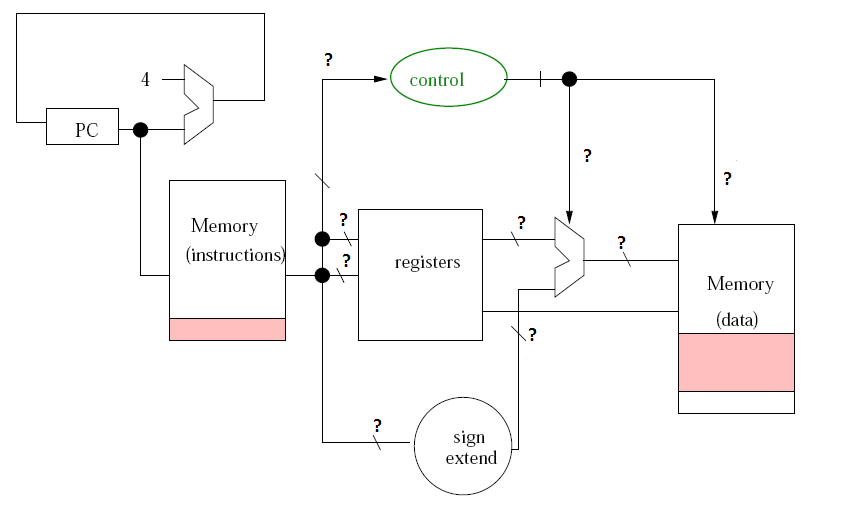 ?
4
control
PC
?
?
Memory
(instructions)
?
?
?
?
registers
Memory
(data)
?
?
sign
extend